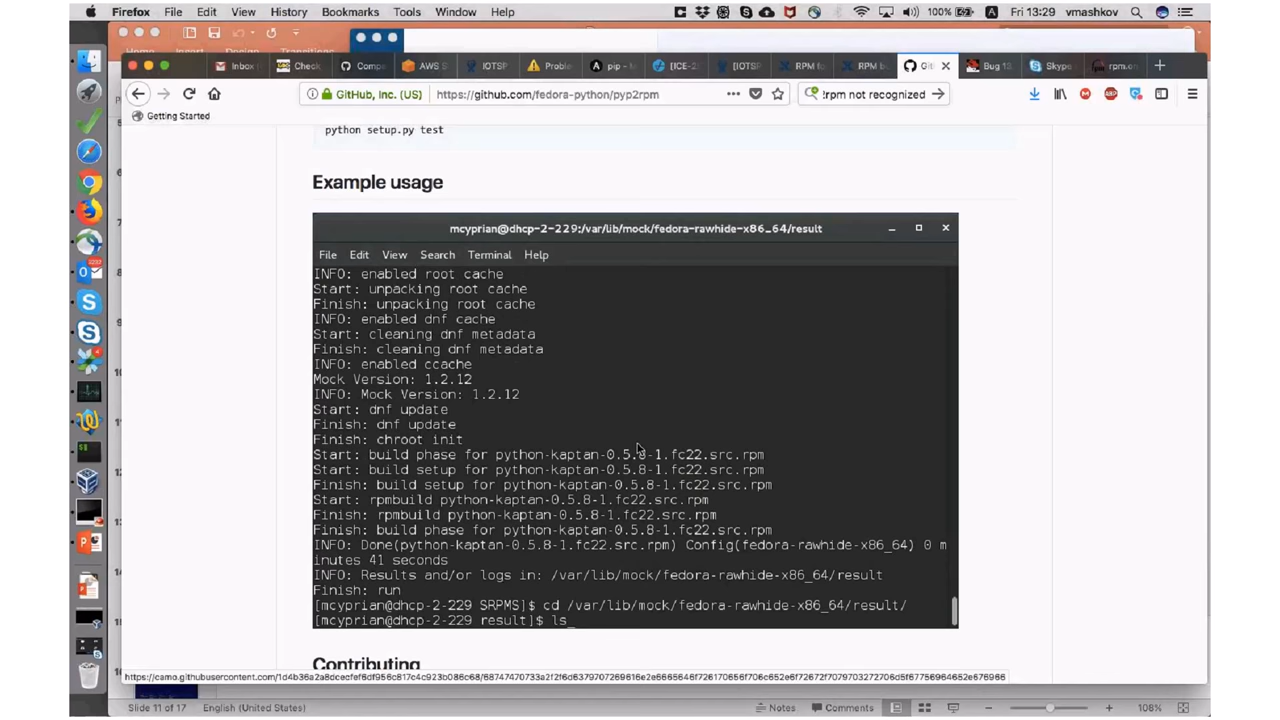 Firefox File Edit View History Bookmarks Tools Window Help 100% Fri 13:29 vmashkov
Home Insert Design Transitions
Inbox Check Compa AWS S IOTSP Proble pip - M [ICE-2 [IOTSP RPM fo RPM bu Git Bug 13 Skype rpm.or
GitHub, Inc. (US) https://github.com/fedora-python/pyp2rpm !rpm not recognized
Getting Started
python setup.py test
Example usage
mcyprian@dhcp-2-229:/var/lib/mock/fedora-rawhide-x86_64/result
File Edit View Search Terminal Help
INFO: enabled root cache
Start: unpacking root cache
Finish: unpacking root cache
INFO: enabled dnf cache
Start: cleaning dnf metadata
Finish: cleaning dnf metadata
INFO: enabled ccache
Mock Version: 1.2.12
INFO: Mock Version: 1.2.12
Start: dnf update
Finish: dnf update
Finish: chroot init
Start: build phase for python-kaptan-0.5.8-1.fc22.src.rpm
Start: build setup for python-kaptan-0.5.8-1.fc22.src.rpm
Finish: build setup for python-kaptan-0.5.8-1.fc22.src.rpm
Start: rpmbuild python-kaptan-0.5.8-1.fc22.src.rpm
Finish: rpmbuild python-kaptan-0.5.8-1.fc22.src.rpm
Finish: build phase for python-kaptan-0.5.8-1.fc22.src.rpm
INFO: Done(python-kaptan-0.5.8-1.fc22.src.rpm) Config(fedora-rawhide-x86_64) 0 m
inutes 41 seconds
INFO: Results and/or logs in: /var/lib/mock/fedora-rawhide-x86_64/result
Finish: run
[mcyprian@dhcp-2-229 SRPMS]$ cd /var/lib/mock/fedora-rawhide-x86_64/result/
[mcyprian@dhcp-2-229 result]$ ls_
Contributing
Slide 11 of 17 English (United States) Notes Comments 108%